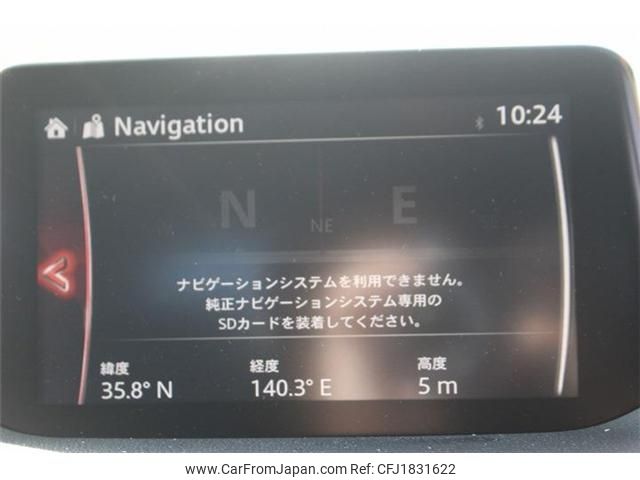 Navigation
10:24
N E
W NE SE
ナビゲーションシステムを利用できません。
純正ナビゲーションシステム専用の
SDカードを装着してください。
緯度 経度 高度
35.8° N 140.3° E 5 m
www.CarFromJapan.com - Car Ref No: CFJ1831622